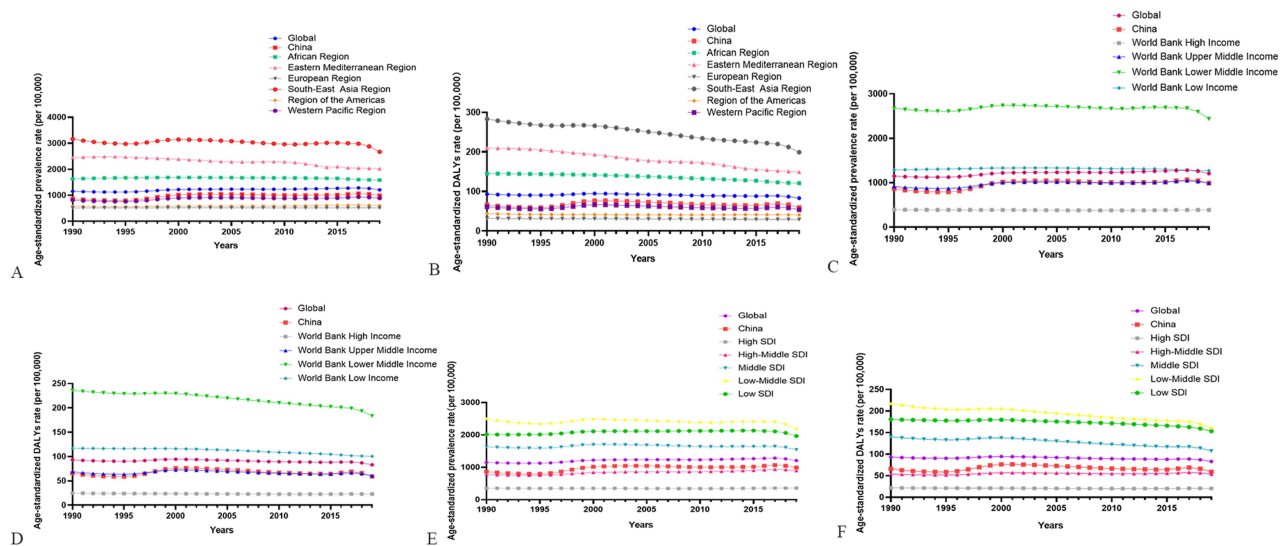 Global
China
African Region
Eastern Mediterranean Region
European Region
South-East Asia Region
Region of the Americas
Western Pacific Region
Age-standardized prevalence rate (per 100,000)
4000
3000
2000
1000
0
1990
1995
2000
2005
2010
2015
Years
A
Global
China
African Region
Eastern Mediterranean Region
European Region
South-East Asia Region
Region of the Americas
Western Pacific Region
Age-standardized DALYs rate (per 100,000)
300
200
100
0
1990
1995
2000
2005
2010
2015
Years
B
Global
China
World Bank High Income
World Bank Upper Middle Income
World Bank Lower Middle Income
World Bank Low Income
Age-standardized prevalence rate (per 100,000)
3000
2000
1000
0
1990
1995
2000
2005
2010
2015
Years
C
Global
China
World Bank High Income
World Bank Upper Middle Income
World Bank Lower Middle Income
World Bank Low Income
Age-standardized DALYs rate (per 100,000)
250
200
150
100
50
0
1990
1995
2000
2005
2010
2015
Years
D
Global
China
High SDI
High-Middle SDI
Middle SDI
Low-Middle SDI
Low SDI
Age-standardized prevalence rate (per 100,000)
3000
2000
1000
0
1990
1995
2000
2005
2010
2015
Years
E
Global
China
High SDI
High-Middle SDI
Middle SDI
Low-Middle SDI
Low SDI
Age-standardized DALYs rate (per 100,000)
250
200
150
100
50
0
1990
1995
2000
2005
2010
2015
Years
F